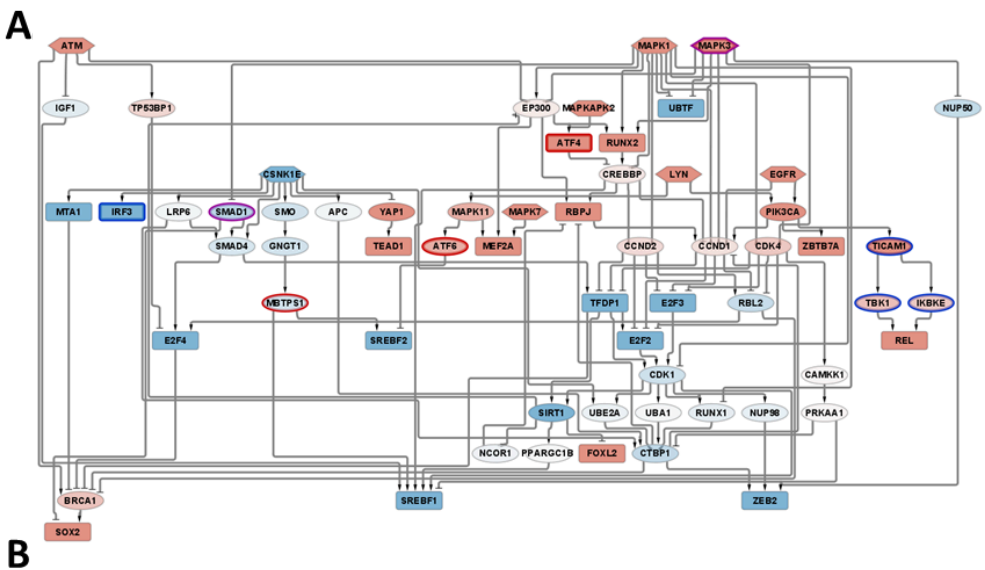 A
ATM MAPK1 MAPK3
IGF1 TP53BP1 EP300 MAPKAPK2 UBTF NUP50
ATF4 RUNX2
CSNK1E CREBBP LYN EGFR
MTA1 IRF3 LRP6 SMAD1 SMO APC YAP1 MAPK11 MAPK7 RBPJ PIK3CA
SMAD4 GNGT1 TEAD1 ATF6 MEF2A CCND2 CCND1 CDK4 ZBTB7A TICAM1
MBTPS1 TFDP1 E2F3 RBL2 TBK1 IKBKE
E2F4 SREBF2 E2F2 REL
CDK1 CAMKK1
SIRT1 UBE2A UBA1 RUNX1 NUP98 PRKAA1
NCOR1 PPARGC1B FOXL2 CTBP1
BRCA1 SREBF1 ZEB2
SOX2
B